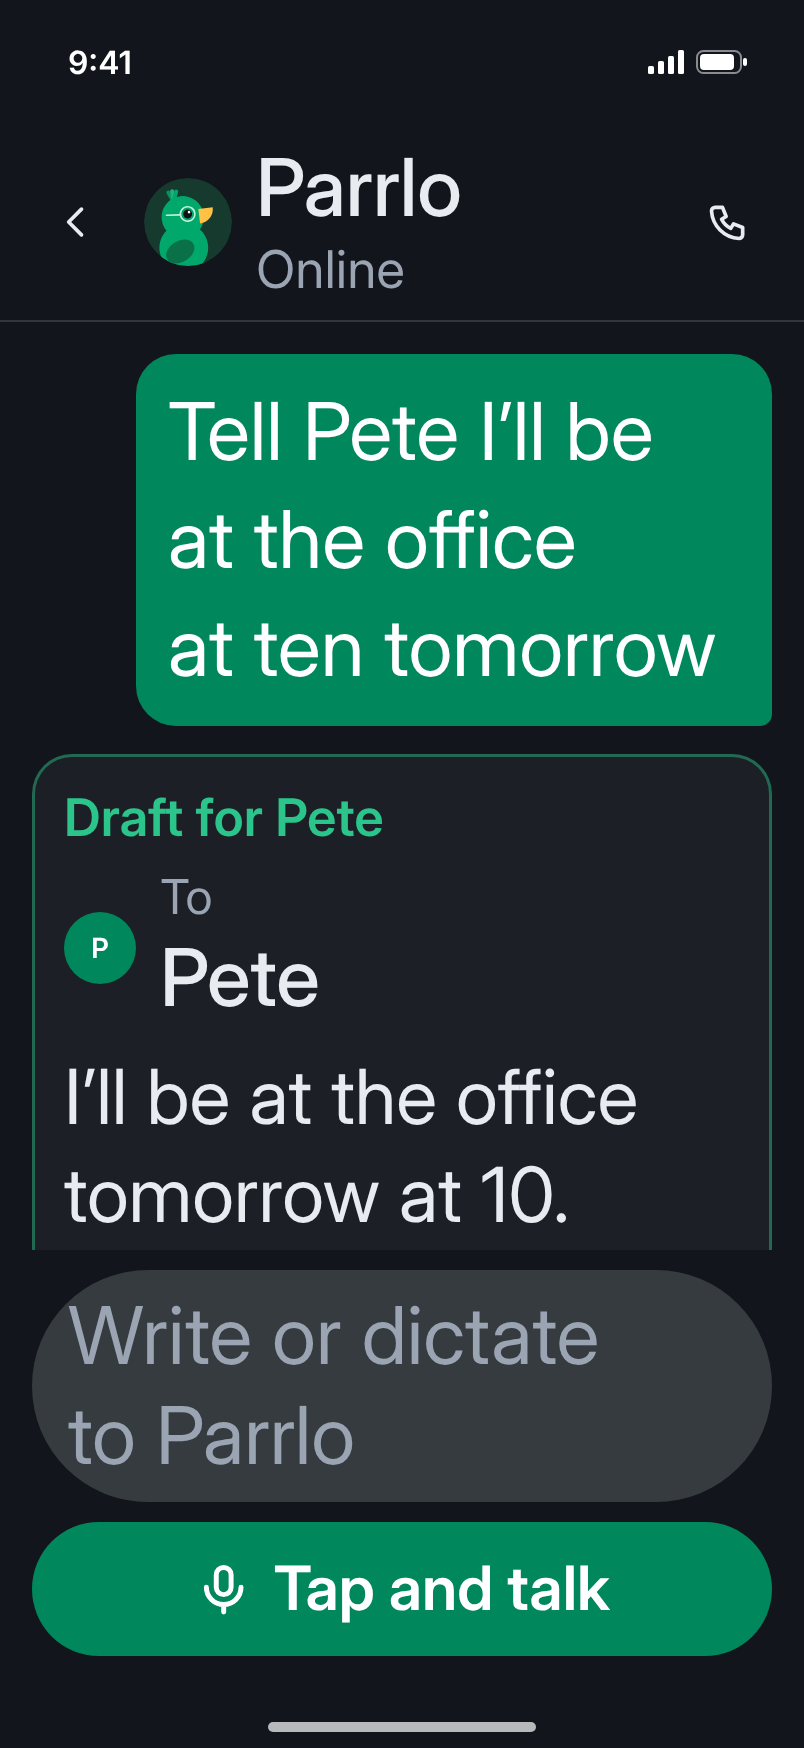 9:41
Parrlo
Online
Tell Pete I’ll be
at the office
at ten tomorrow
Draft for Pete
To
P
Pete
I’ll be at the office
tomorrow at 10.
Write or dictate
to Parrlo
Tap and talk